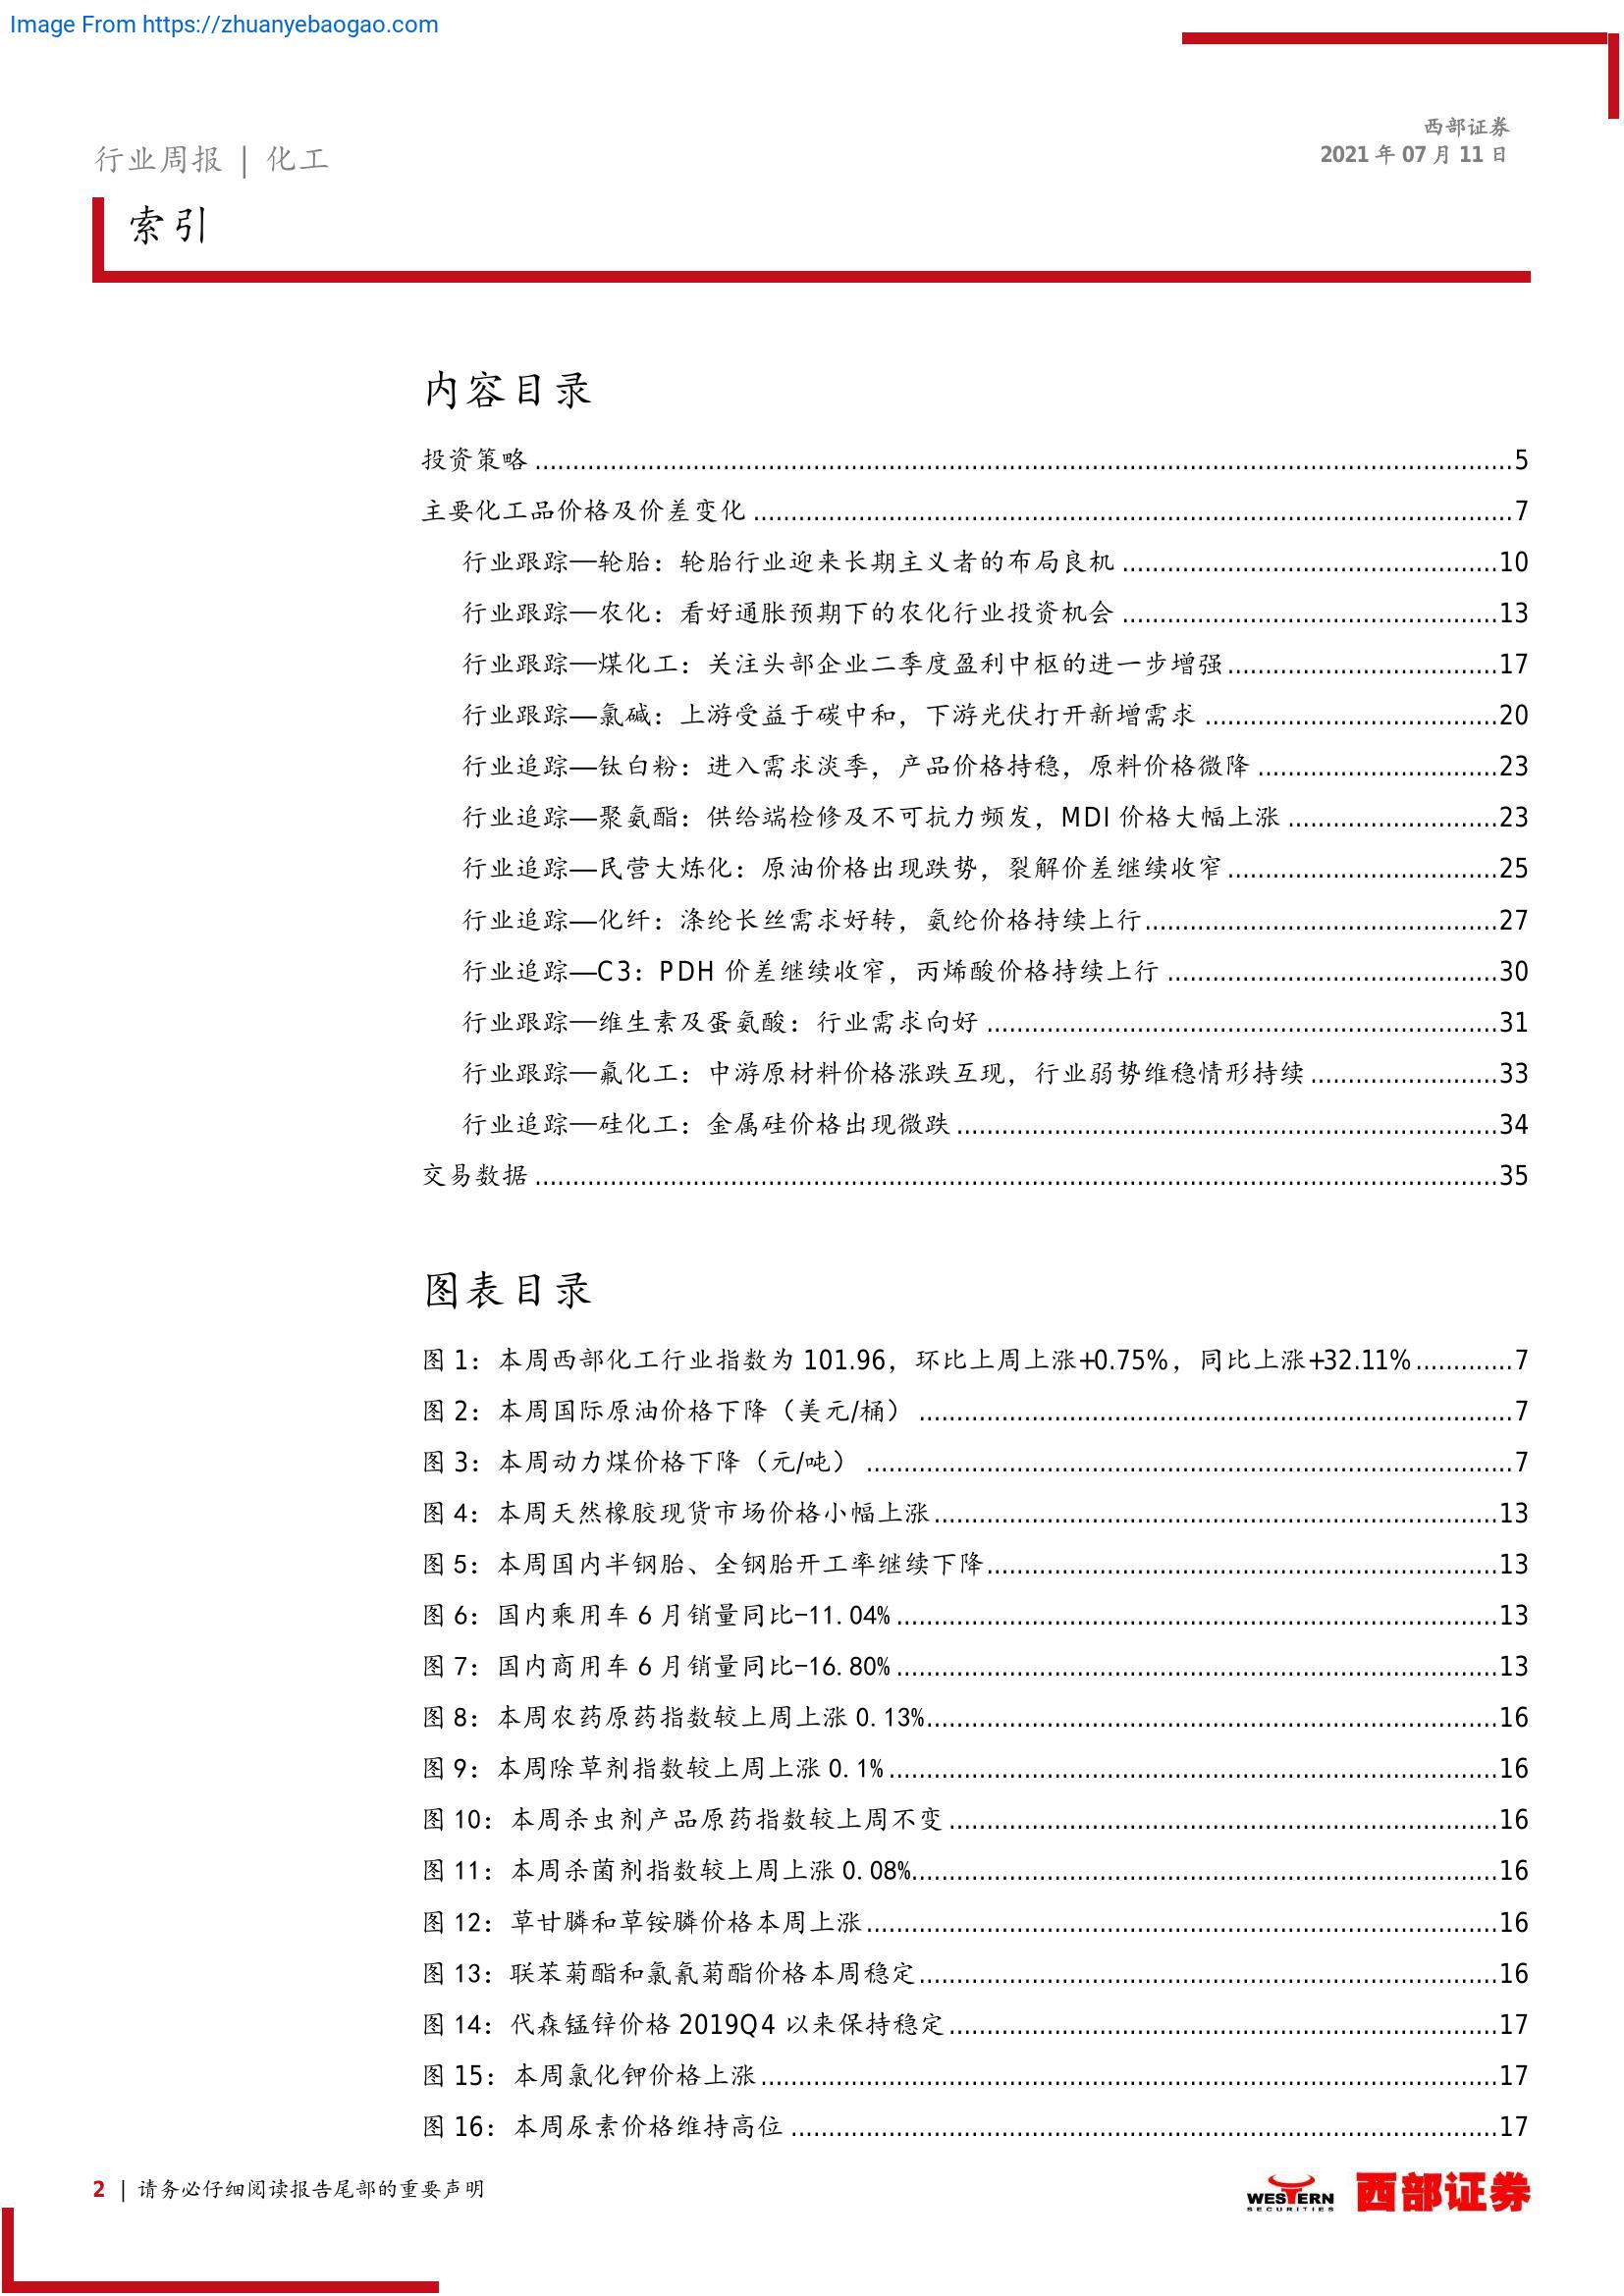 Image From https://zhuanyebaogao.com
西部证券
2021 年 07 月 11 日
行业周报 | 化工
索引
内容目录
投资策略 ........ 5
主要化工品价格及价差变化 ........ 7
行业跟踪—轮胎：轮胎行业迎来长期主义者的布局良机 ........ 10
行业跟踪—农化：看好通胀预期下的农化行业投资机会 ........ 13
行业跟踪—煤化工：关注头部企业二季度盈利中枢的进一步增强 ........ 17
行业跟踪—氯碱：上游受益于碳中和，下游光伏打开新增需求 ........ 20
行业追踪—钛白粉：进入需求淡季，产品价格持稳，原料价格微降 ........ 23
行业追踪—聚氨酯：供给端检修及不可抗力频发，MDI 价格大幅上涨 ........ 23
行业追踪—民营大炼化：原油价格出现跌势，裂解价差继续收窄 ........ 25
行业追踪—化纤：涤纶长丝需求好转，氨纶价格持续上行 ........ 27
行业追踪—C3：PDH 价差继续收窄，丙烯酸价格持续上行 ........ 30
行业跟踪—维生素及蛋氨酸：行业需求向好 ........ 31
行业跟踪—氟化工：中游原材料价格涨跌互现，行业弱势维稳情形持续 ........ 33
行业追踪—硅化工：金属硅价格出现微跌 ........ 34
交易数据 ........ 35
图表目录
图 1：本周西部化工行业指数为 101.96，环比上周上涨+0.75%，同比上涨+32.11% ........ 7
图 2：本周国际原油价格下降（美元/桶） ........ 7
图 3：本周动力煤价格下降（元/吨） ........ 7
图 4：本周天然橡胶现货市场价格小幅上涨 ........ 13
图 5：本周国内半钢胎、全钢胎开工率继续下降 ........ 13
图 6：国内乘用车 6 月销量同比-11.04% ........ 13
图 7：国内商用车 6 月销量同比-16.80% ........ 13
图 8：本周农药原药指数较上周上涨 0.13% ........ 16
图 9：本周除草剂指数较上周上涨 0.1% ........ 16
图 10：本周杀虫剂产品原药指数较上周不变 ........ 16
图 11：本周杀菌剂指数较上周上涨 0.08% ........ 16
图 12：草甘膦和草铵膦价格本周上涨 ........ 16
图 13：联苯菊酯和氯氰菊酯价格本周稳定 ........ 16
图 14：代森锰锌价格 2019Q4 以来保持稳定 ........ 17
图 15：本周氯化钾价格上涨 ........ 17
图 16：本周尿素价格维持高位 ........ 17
2 | 请务必仔细阅读报告尾部的重要声明
WESTERN
SECURITIES
西部证券